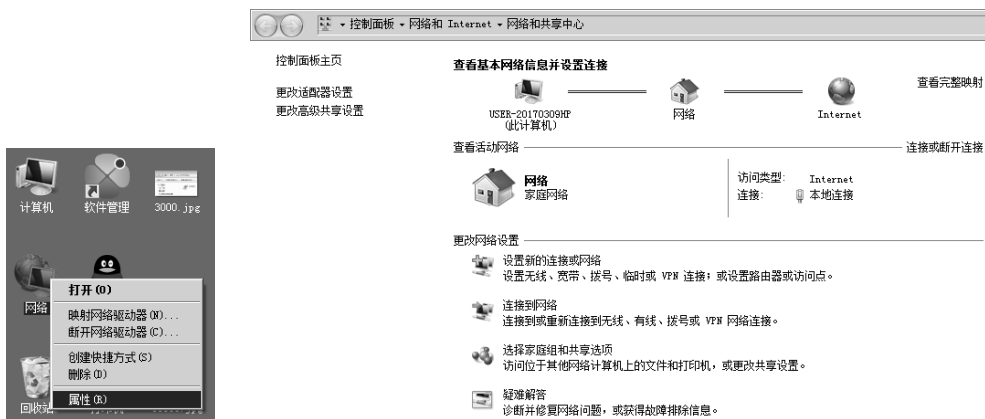 控制面板 网络和 Internet 网络和共享中心
控制面板主页
更改适配器设置
更改高级共享设置
查看基本网络信息并设置连接
查看完整映射
USER-20170309HP
(此计算机)
网络
Internet
查看活动网络
连接或断开连接
网络
家庭网络
访问类型: Internet
连接: 本地连接
更改网络设置
设置新的连接或网络
设置无线、宽带、拨号、临时或 VPN 连接；或设置路由器或访问点。
连接到网络
连接到或重新连接到无线、有线、拨号或 VPN 网络连接。
选择家庭组和共享选项
访问位于其他网络计算机上的文件和打印机，或更改共享设置。
疑难解答
诊断并修复网络问题，或获得故障排除信息。
计算机
软件管理
3000.jpg
网络
打开(O)
映射网络驱动器(N)...
断开网络驱动器(C)...
创建快捷方式(S)
删除(D)
属性(R)
回收站